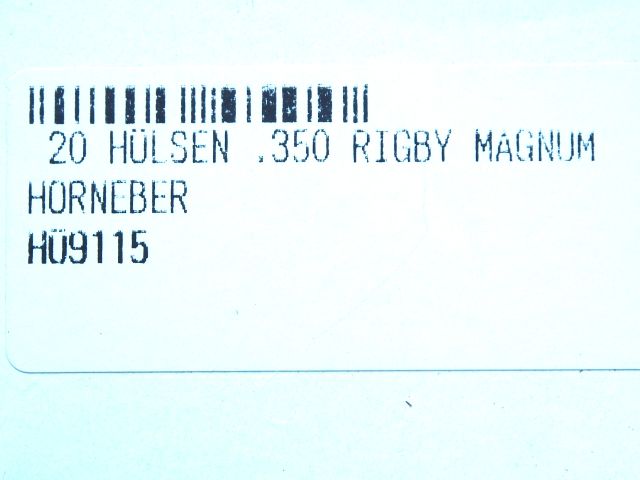 20 HÜLSEN .350 RIGBY MAGNUM
HORNEBER
HÜ9115